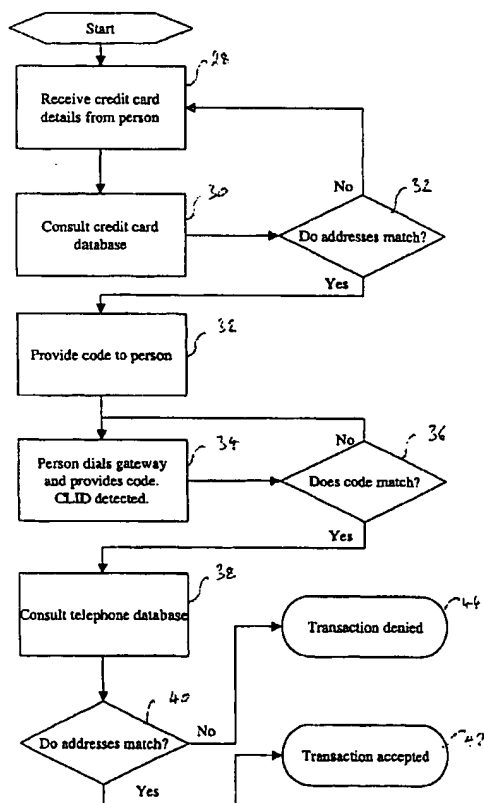 Start
28
Receive credit card
details from person
No
32
30
Consult credit card
database
Do addresses match?
Yes
32
Provide code to person
No
36
34
Person dials gateway
and provides code.
CLID detected.
Does code match?
Yes
38
Consult telephone database
44
Transaction denied
40
Do addresses match?
No
42
Transaction accepted
Yes